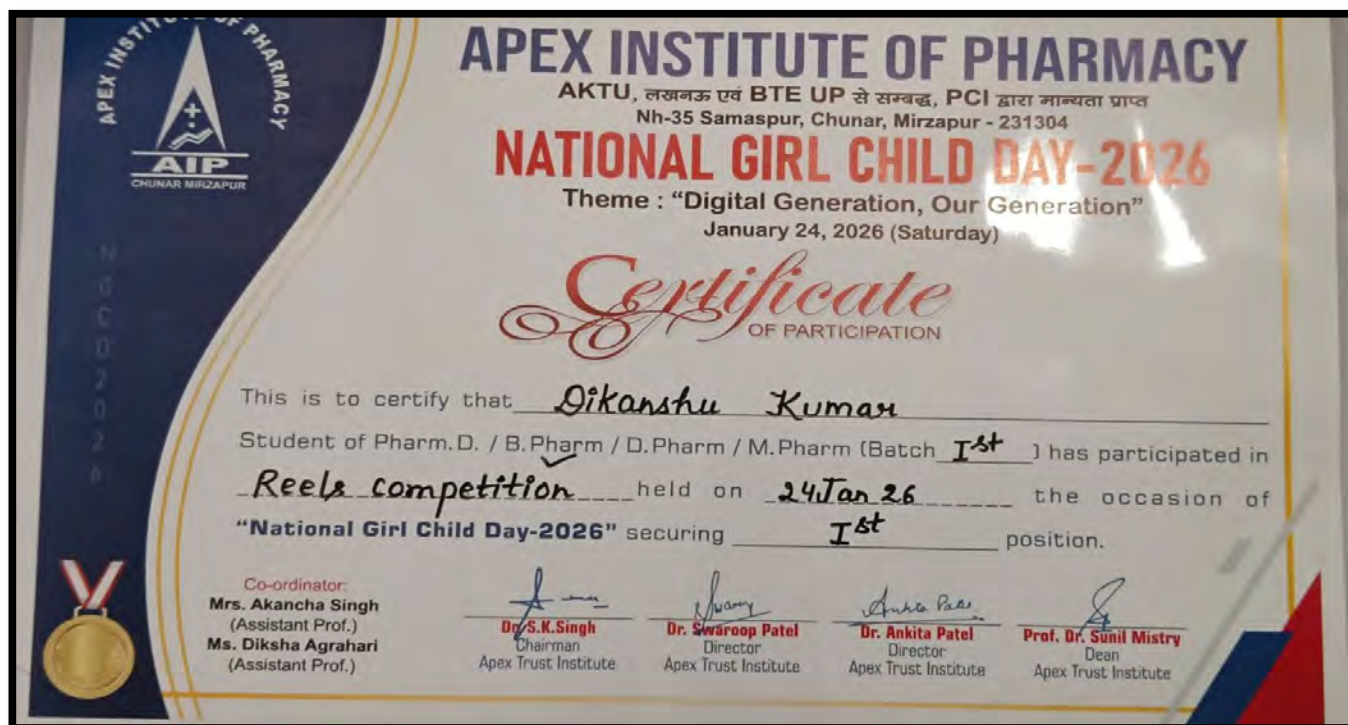 APEX INSTITUTE OF PHARMACY
AIP
CHUNAR MIRZAPUR
NGCD2026
APEX INSTITUTE OF PHARMACY
AKTU, लखनऊ एवं BTE UP से सम्बद्ध, PCI द्वारा मान्यता प्राप्त
Nh-35 Samaspur, Chunar, Mirzapur - 231304
NATIONAL GIRL CHILD DAY-2026
Theme : “Digital Generation, Our Generation”
January 24, 2026 (Saturday)
Certificate
OF PARTICIPATION
This is to certify that Dikanshu Kumar
Student of Pharm.D. / B.Pharm / D.Pharm / M.Pharm (Batch Ist ) has participated in
Reels competition held on 24 Jan 26 the occasion of
“National Girl Child Day-2026” securing Ist position.
Co-ordinator:
Mrs. Akancha Singh
(Assistant Prof.)
Ms. Diksha Agrahari
(Assistant Prof.)
Dr. S.K.Singh
Chairman
Apex Trust Institute
Swaroop
Dr. Swaroop Patel
Director
Apex Trust Institute
Ankita Patel
Dr. Ankita Patel
Director
Apex Trust Institute
Prof. Dr. Sunil Mistry
Dean
Apex Trust Institute